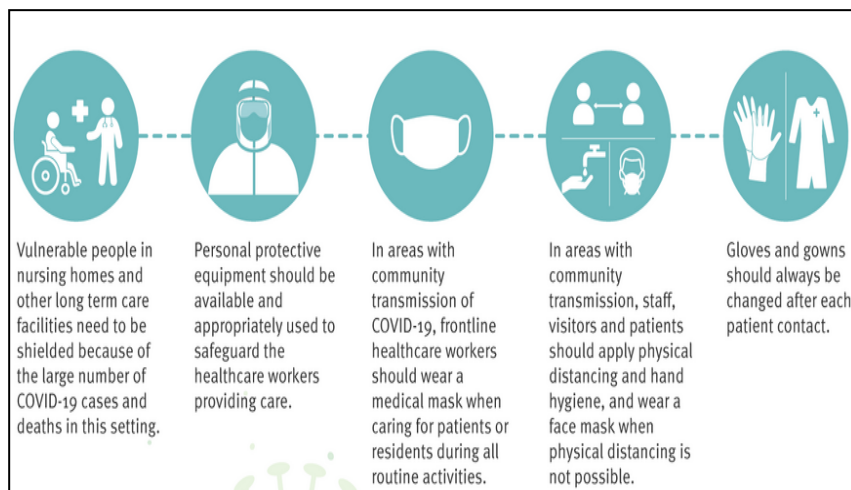 Vulnerable people in
nursing homes and
other long term care
facilities need to be
shielded because of
the large number of
COVID-19 cases and
deaths in this setting.
Personal protective
equipment should be
available and
appropriately used to
safeguard the
healthcare workers
providing care.
In areas with
community
transmission of
COVID-19, frontline
healthcare workers
should wear a
medical mask when
caring for patients or
residents during all
routine activities.
In areas with
community
transmission, staff,
visitors and patients
should apply physical
distancing and hand
hygiene, and wear a
face mask when
physical distancing is
not possible.
Gloves and gowns
should always be
changed after each
patient contact.